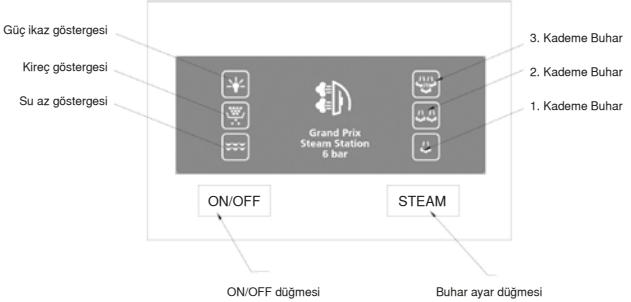 Güç ikaz göstergesi
Kireç göstergesi
Su az göstergesi
3. Kademe Buhar
2. Kademe Buhar
1. Kademe Buhar
Grand Prix
Steam Station
6 bar
ON/OFF
STEAM
ON/OFF düğmesi
Buhar ayar düğmesi